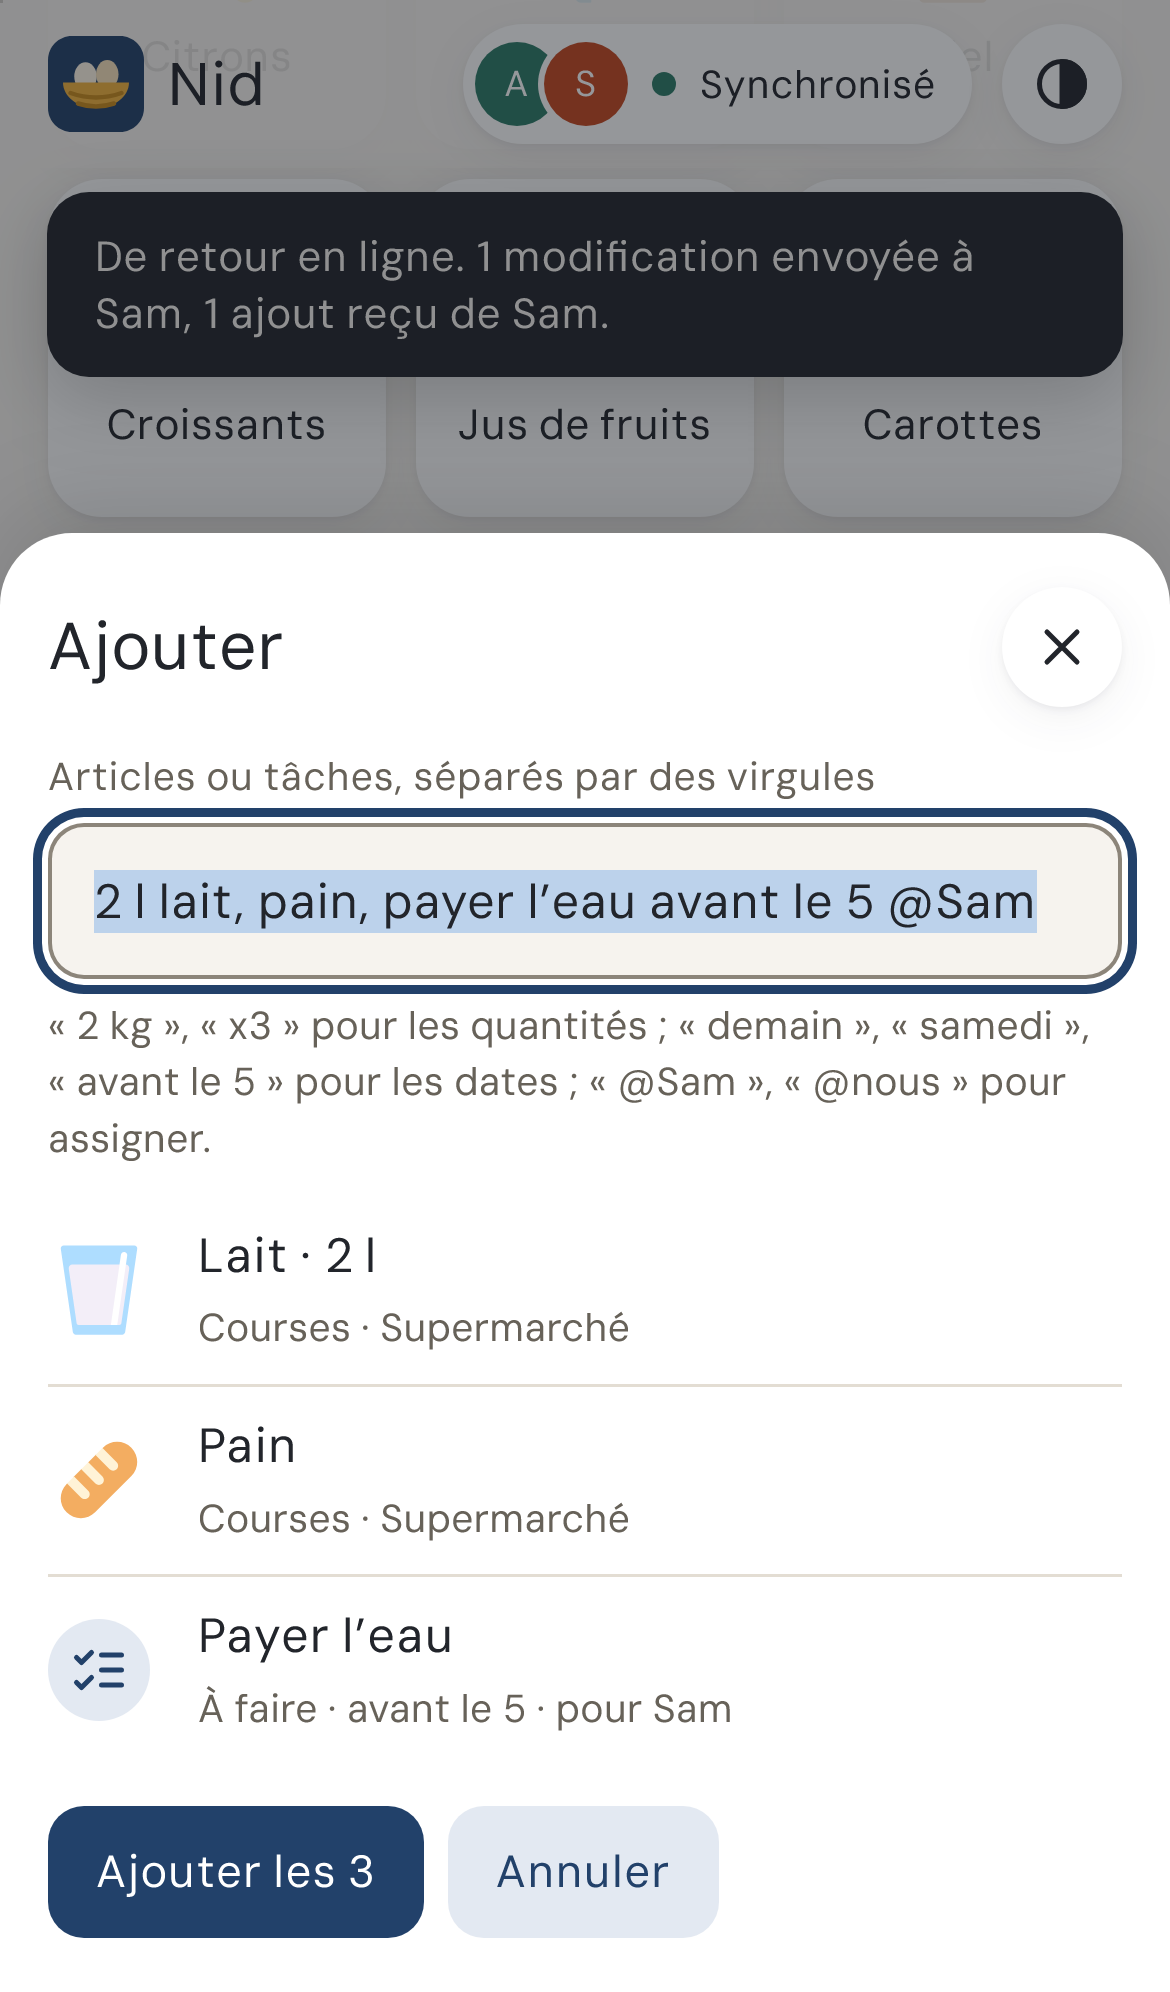 Citrons
el
Nid
A
S
Synchronisé
De retour en ligne. 1 modification envoyée à
Sam, 1 ajout reçu de Sam.
Croissants
Jus de fruits
Carottes
Ajouter
Articles ou tâches, séparés par des virgules
2 l lait, pain, payer l’eau avant le 5 @Sam
« 2 kg », « x3 » pour les quantités ; « demain », « samedi »,
« avant le 5 » pour les dates ; « @Sam », « @nous » pour
assigner.
Lait · 2 l
Courses · Supermarché
Pain
Courses · Supermarché
Payer l’eau
À faire · avant le 5 · pour Sam
Ajouter les 3
Annuler